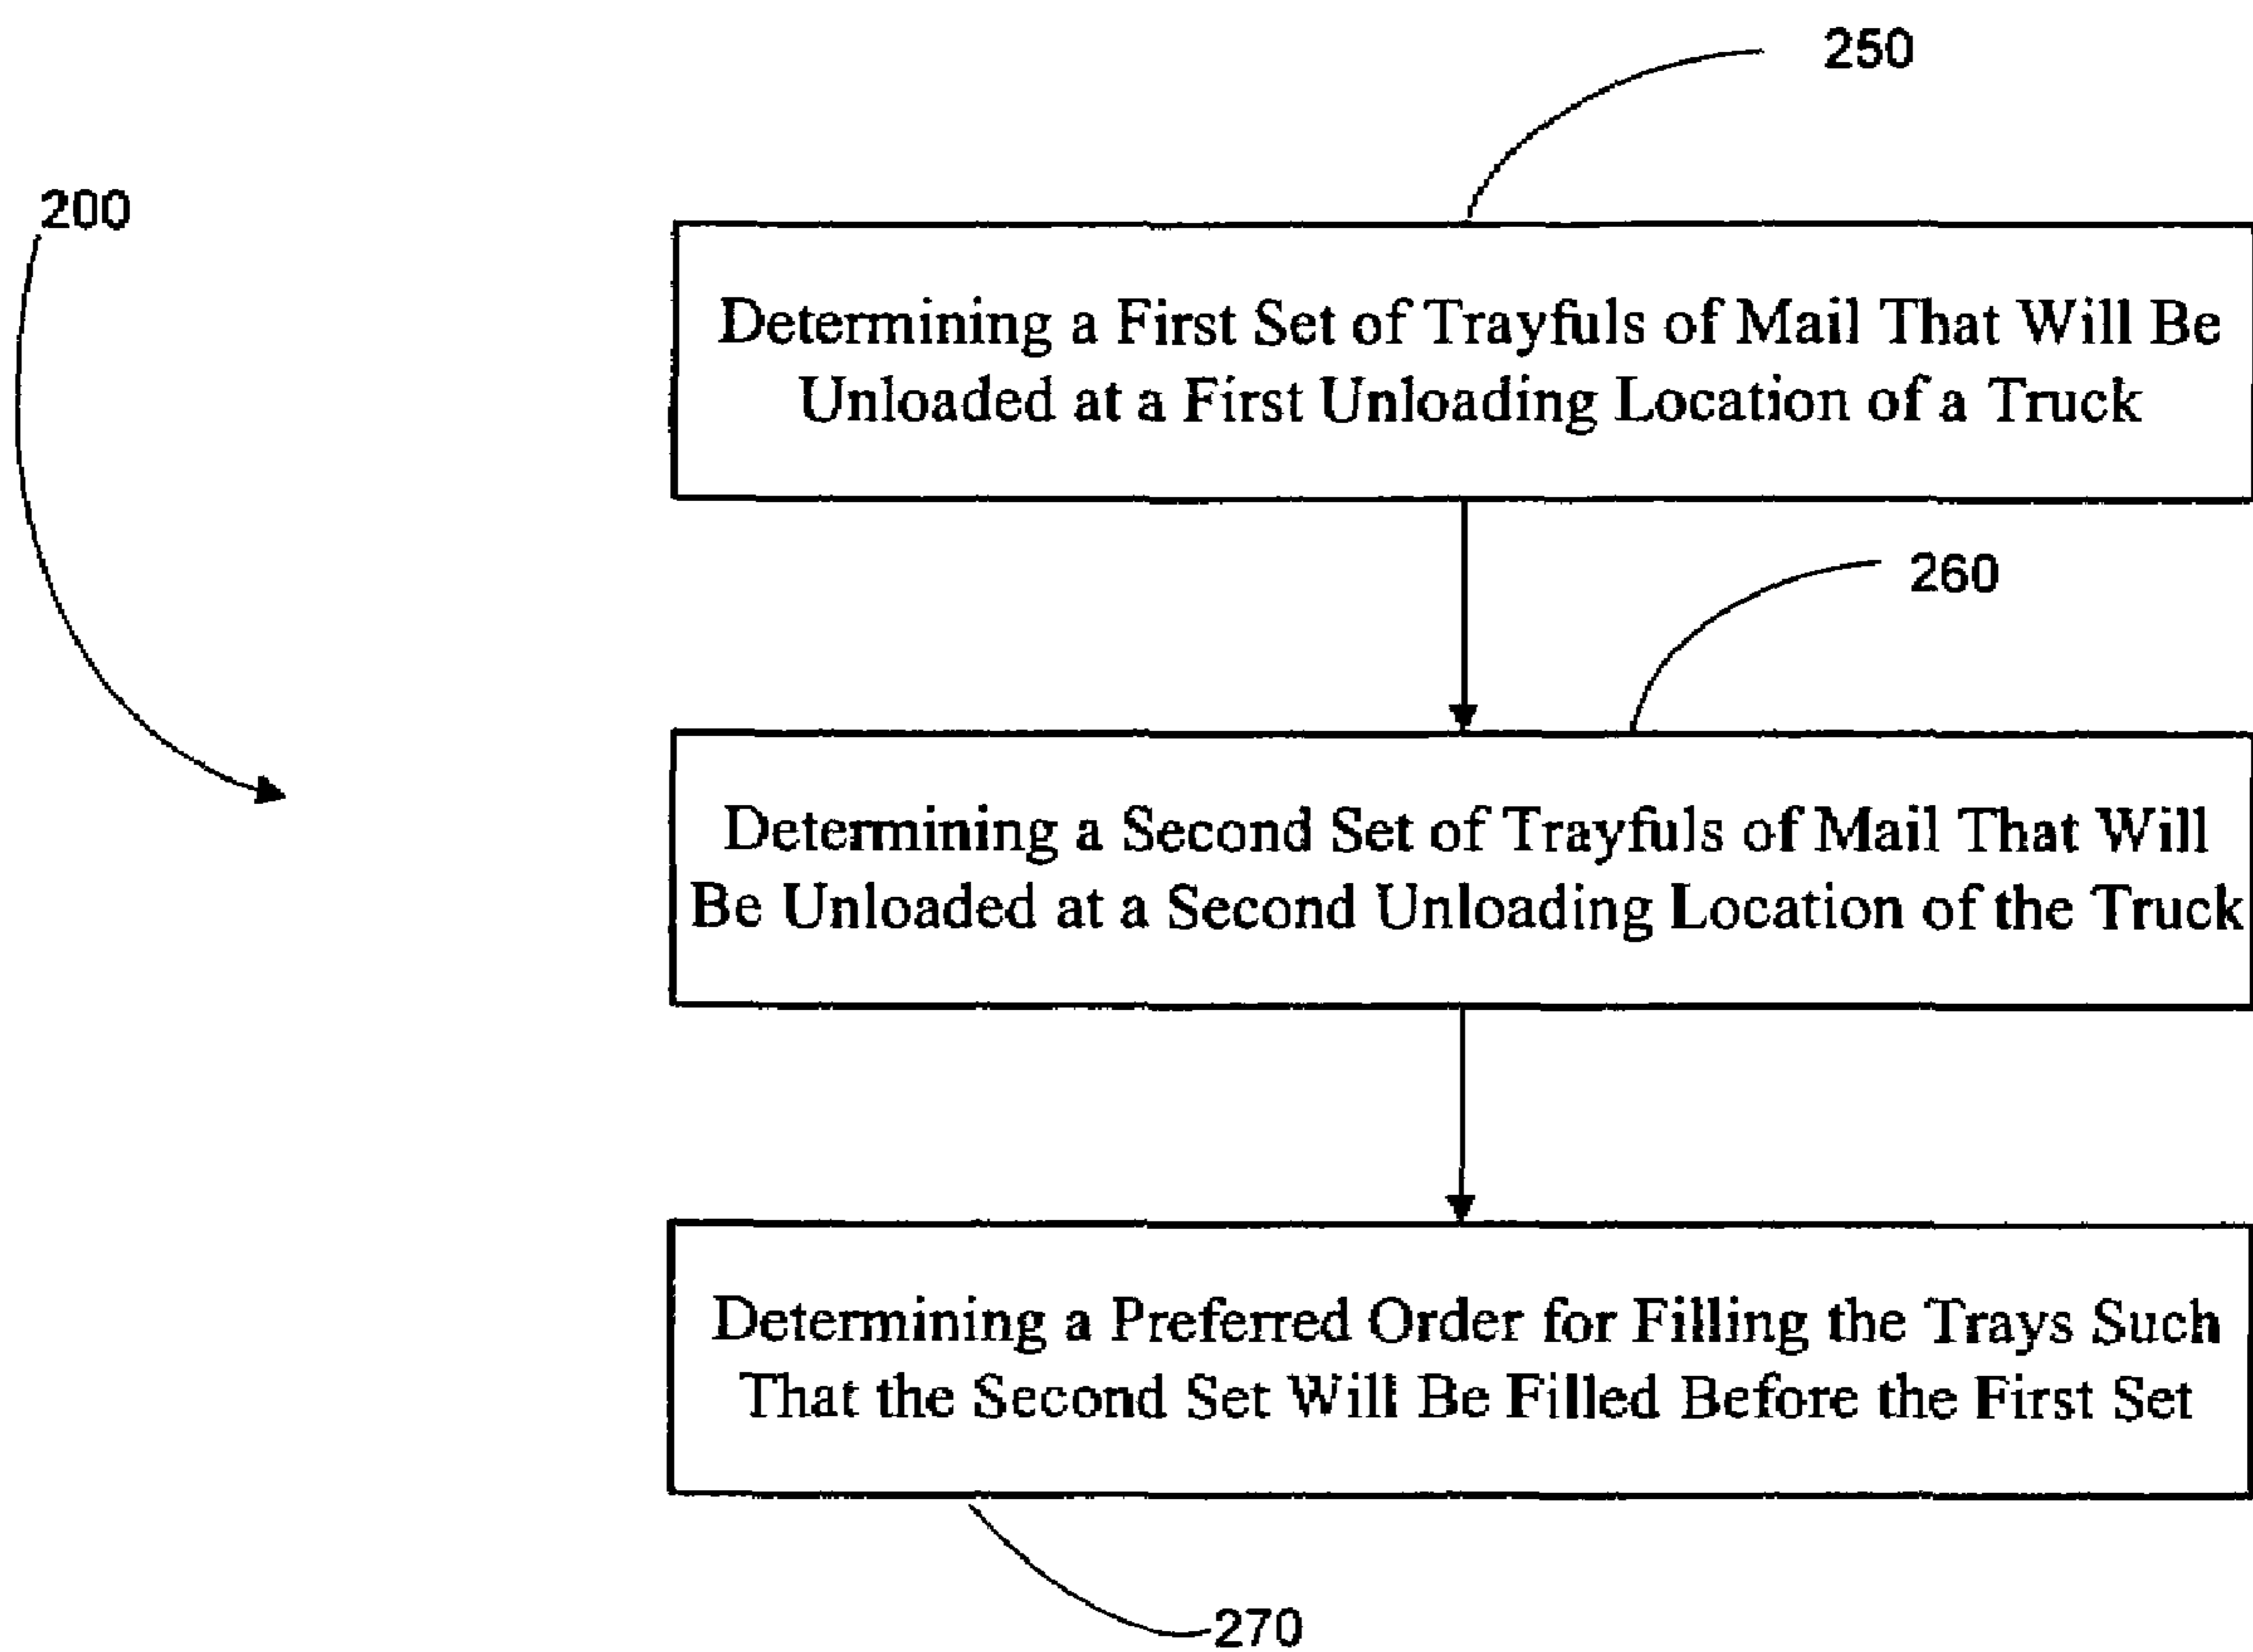 250
200
Determining a First Set of Trayfuls of Mail That Will Be
Unloaded at a First Unloading Location of a Truck
260
Determining a Second Set of Trayfuls of Mail That Will
Be Unloaded at a Second Unloading Location of the Truck
Determining a Preferred Order for Filling the Trays Such
That the Second Set Will Be Filled Before the First Set
270